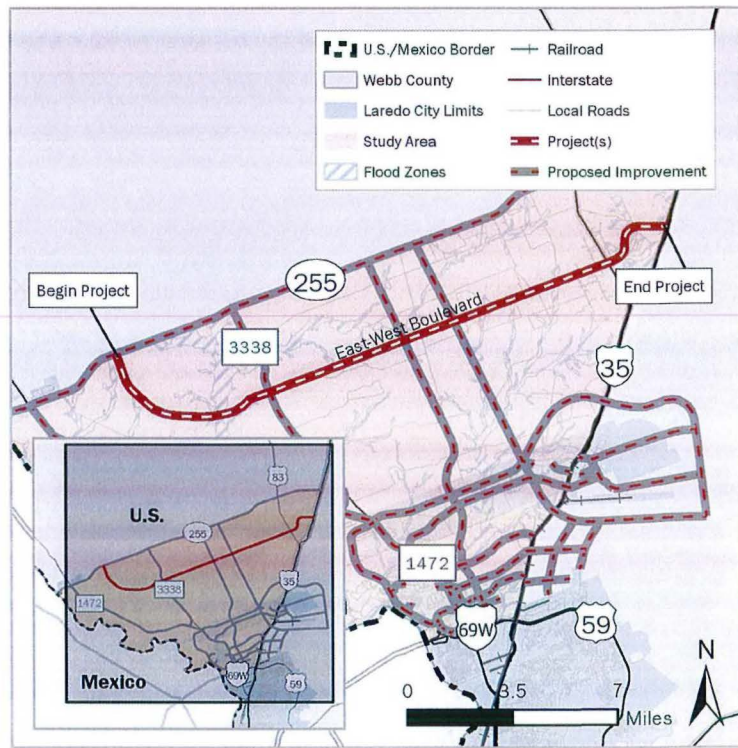 U.S./Mexico Border
Railroad
Webb County
Interstate
Laredo City Limits
Local Roads
Study Area
Project(s)
Flood Zones
Proposed Improvement
255
Begin Project
End Project
East-West Boulevard
3338
35
83
U.S.
255
1472
35
3338
1472
69W
59
69W
59
Mexico
N
0 3.5 7
Miles